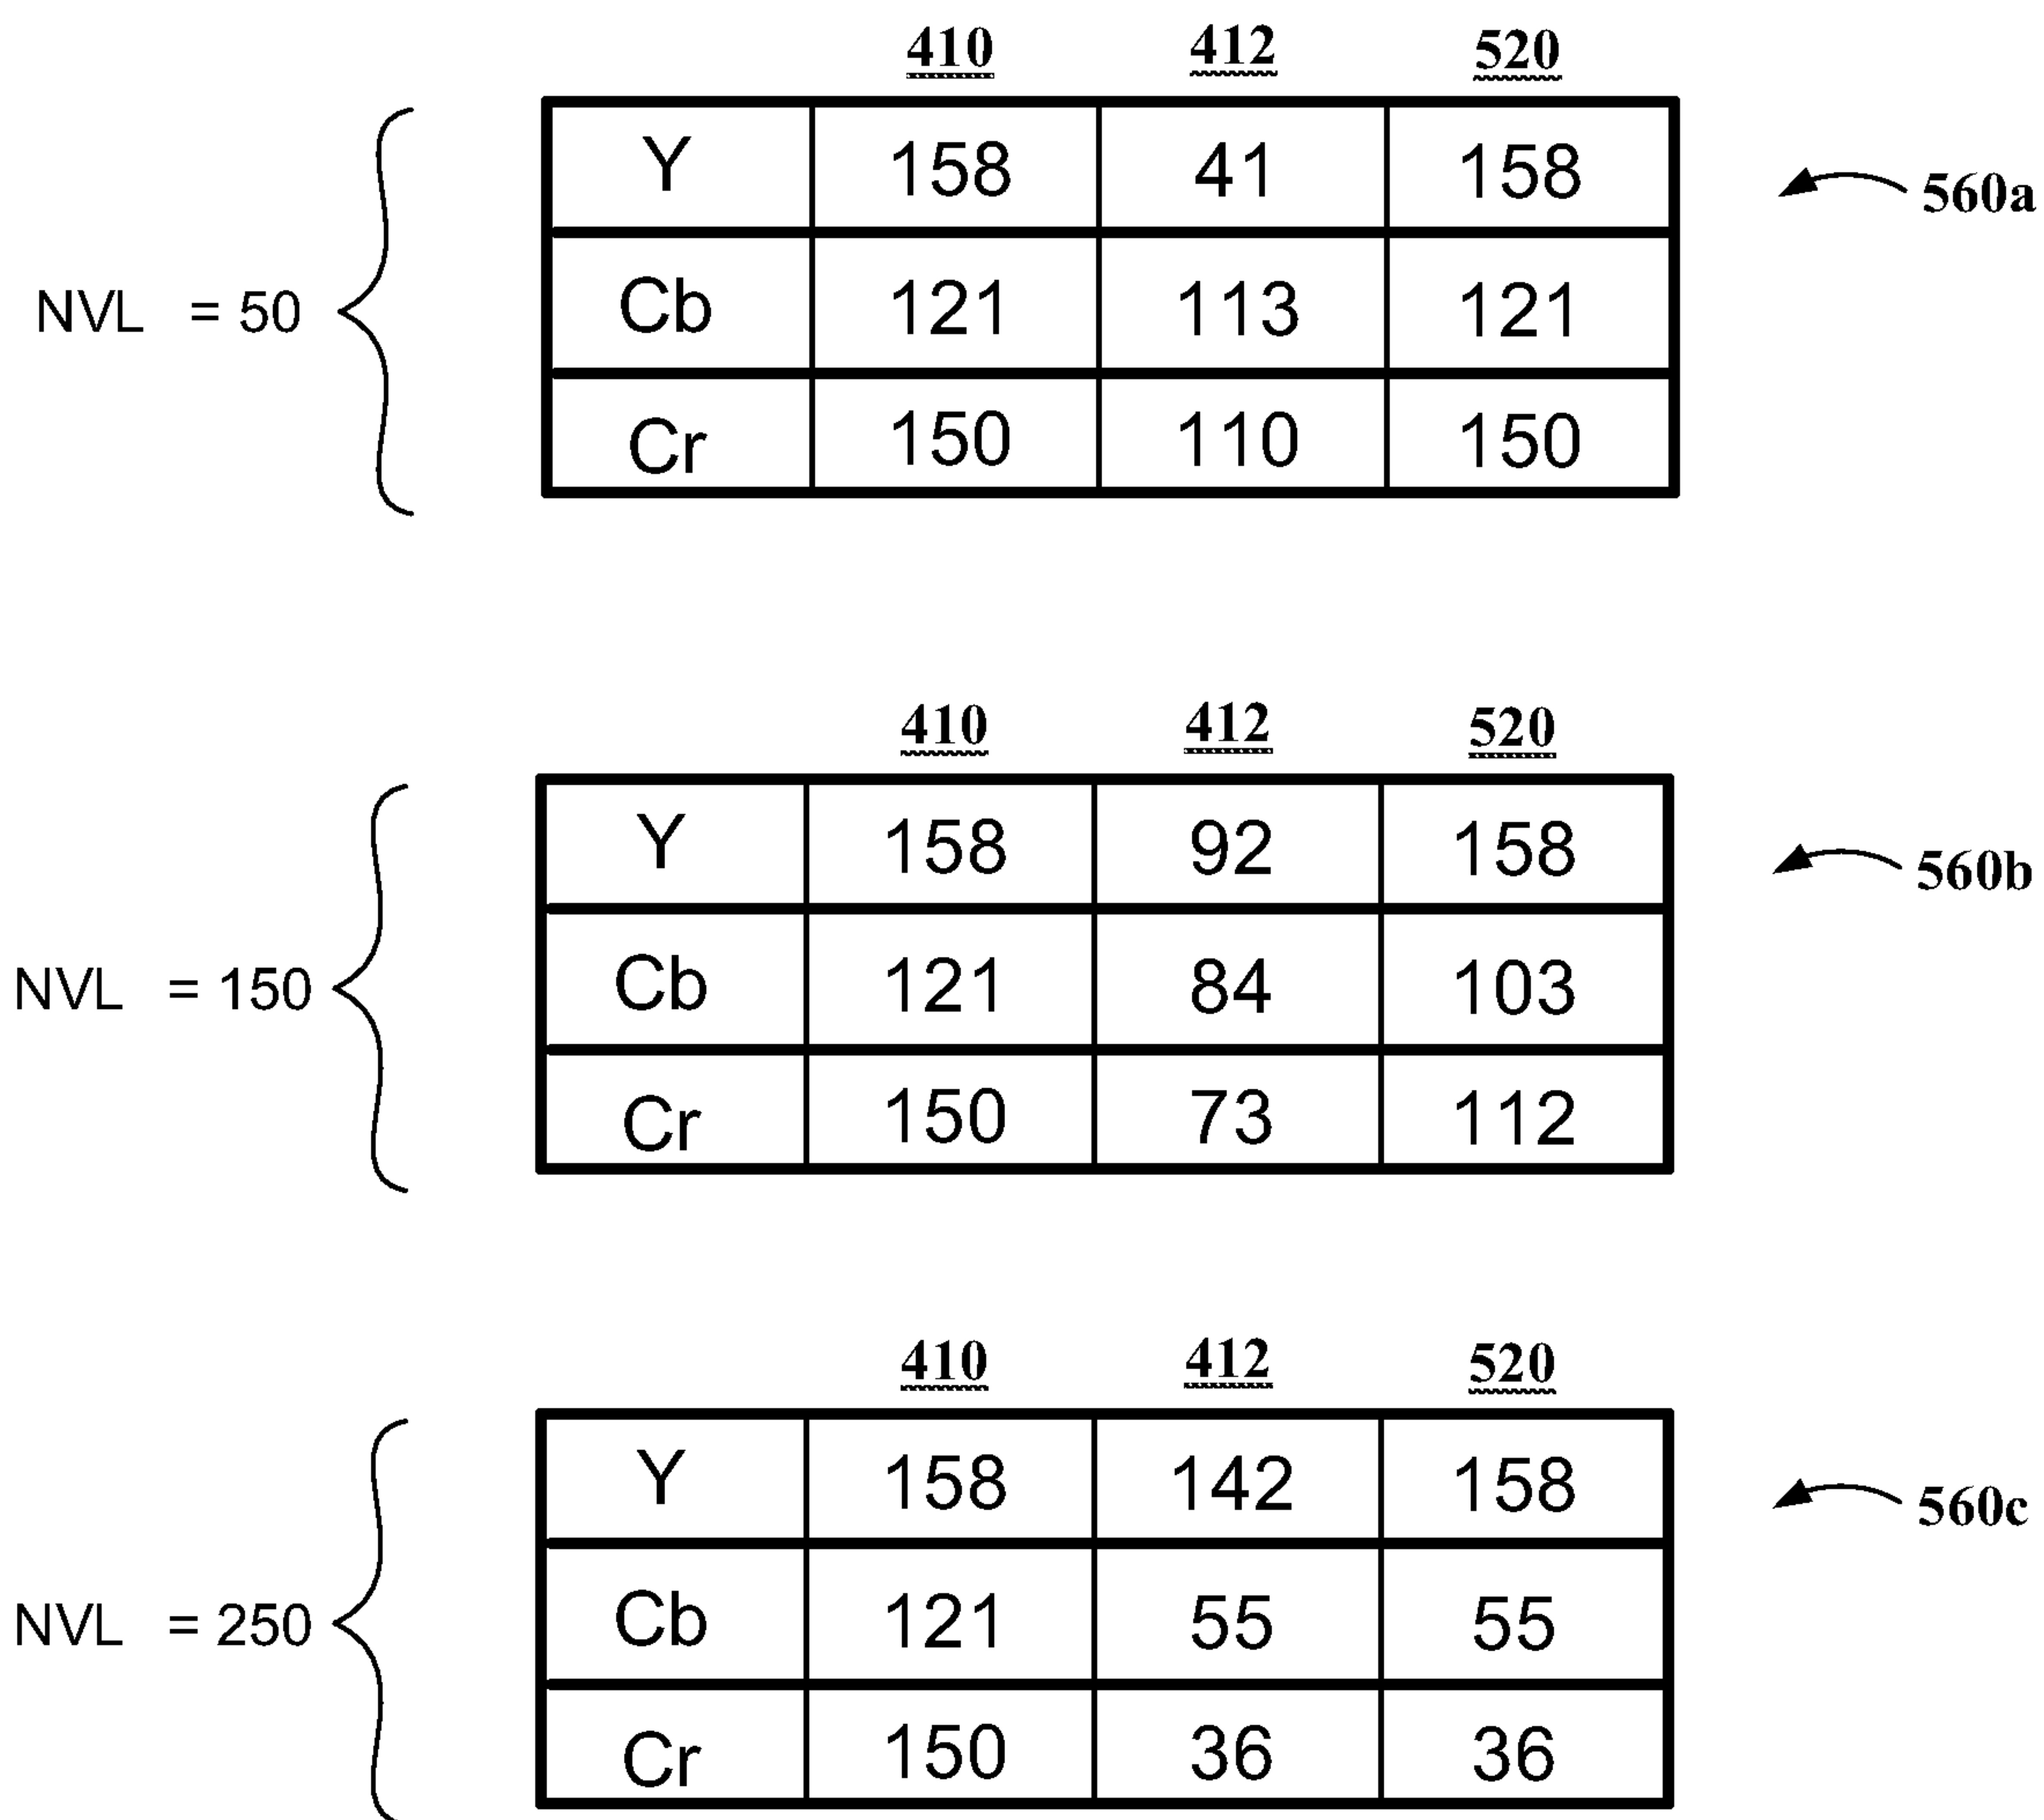 410 412 520
Y 158 41 158
560a
Cb 121 113 121
NVL = 50
Cr 150 110 150
410 412 520
Y 158 92 158
560b
Cb 121 84 103
NVL = 150
Cr 150 73 112
410 412 520
Y 158 142 158
560c
Cb 121 55 55
NVL = 250
Cr 150 36 36